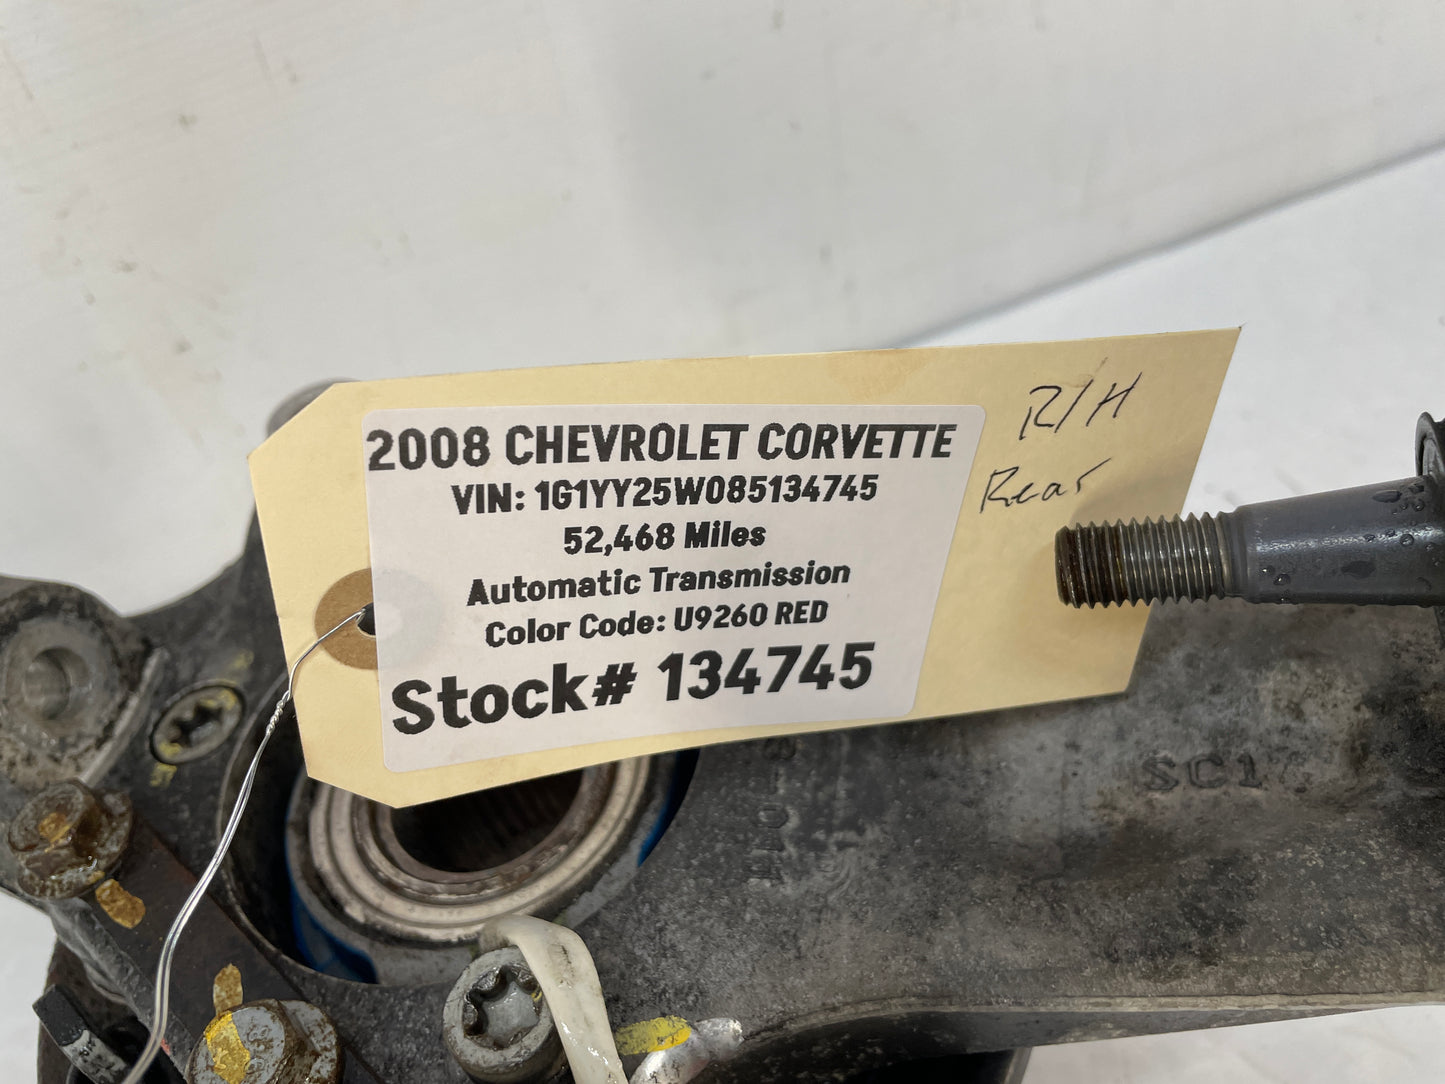 2008 CHEVROLET CORVETTE
VIN: 1G1YY25W085134745
52,468 Miles
Automatic Transmission
Color Code: U9260 RED
Stock# 134745
R/H
Rear
SC1